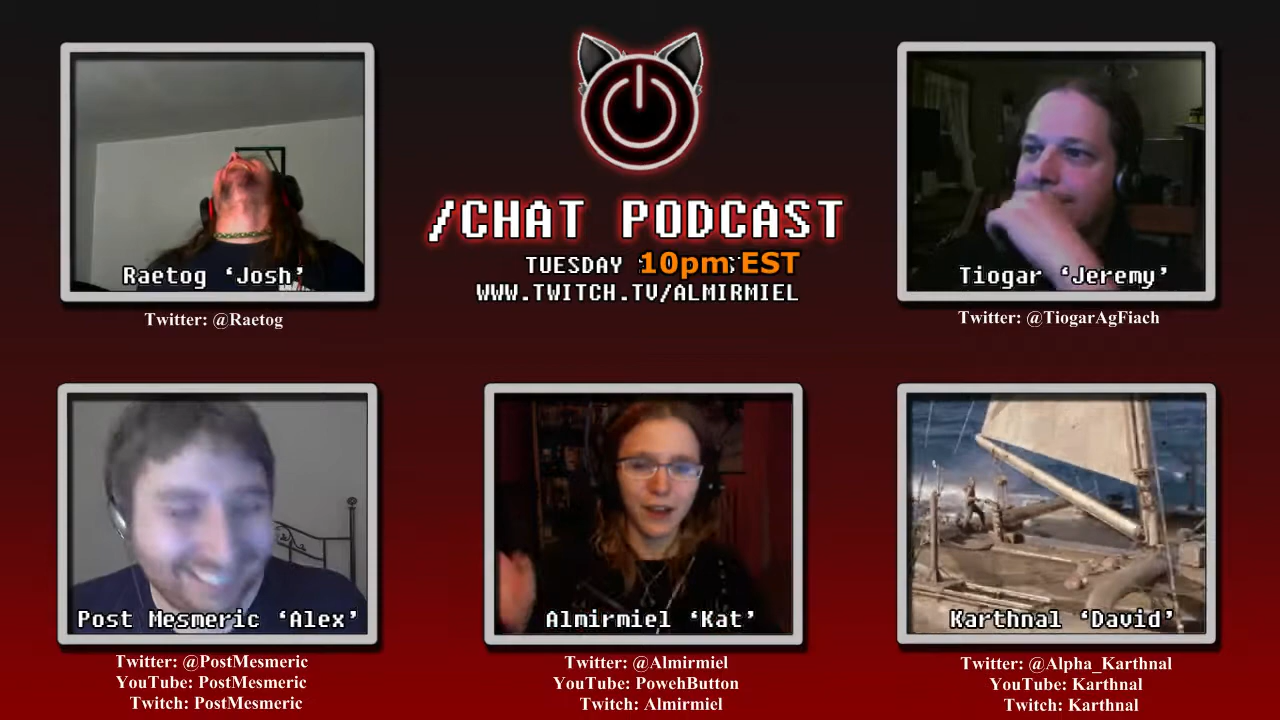 /CHAT PODCAST
TUESDAY 10pm EST
WWW.TWITCH.TV/ALMIRMIEL
Raetog ‘Josh’
Twitter: @Raetog
Tiogar ‘Jeremy’
Twitter: @TiogarAgFiach
Post Mesmeric ‘Alex’
Twitter: @PostMesmeric
YouTube: PostMesmeric
Twitch: PostMesmeric
Almirmiel ‘Kat’
Twitter: @Almirmiel
YouTube: PowehButton
Twitch: Almirmiel
Karthnal ‘David’
Twitter: @Alpha_Karthnal
YouTube: Karthnal
Twitch: Karthnal